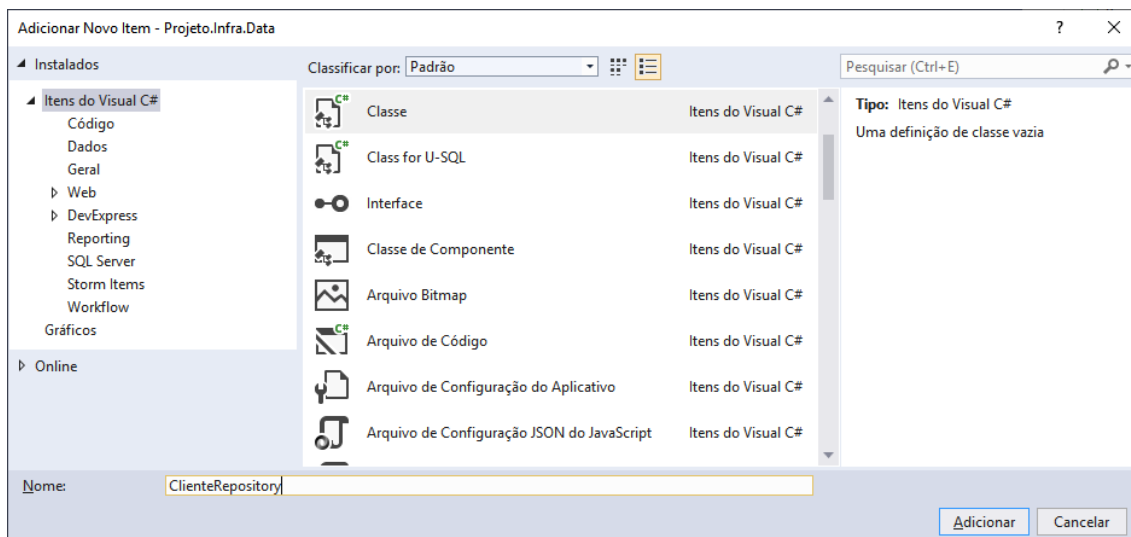 Adicionar Novo Item - Projeto.Infra.Data
?
Instalados
Classificar por: Padrão
Pesquisar (Ctrl+E)
Itens do Visual C#
Código
Dados
Geral
Web
DevExpress
Reporting
SQL Server
Storm Items
Workflow
Gráficos
Online
C# Classe Itens do Visual C#
C# Class for U-SQL Itens do Visual C#
Interface Itens do Visual C#
Classe de Componente Itens do Visual C#
Arquivo Bitmap Itens do Visual C#
C# Arquivo de Código Itens do Visual C#
Arquivo de Configuração do Aplicativo Itens do Visual C#
Arquivo de Configuração JSON do JavaScript Itens do Visual C#
Tipo: Itens do Visual C#
Uma definição de classe vazia
Nome: ClienteRepository
Adicionar Cancelar